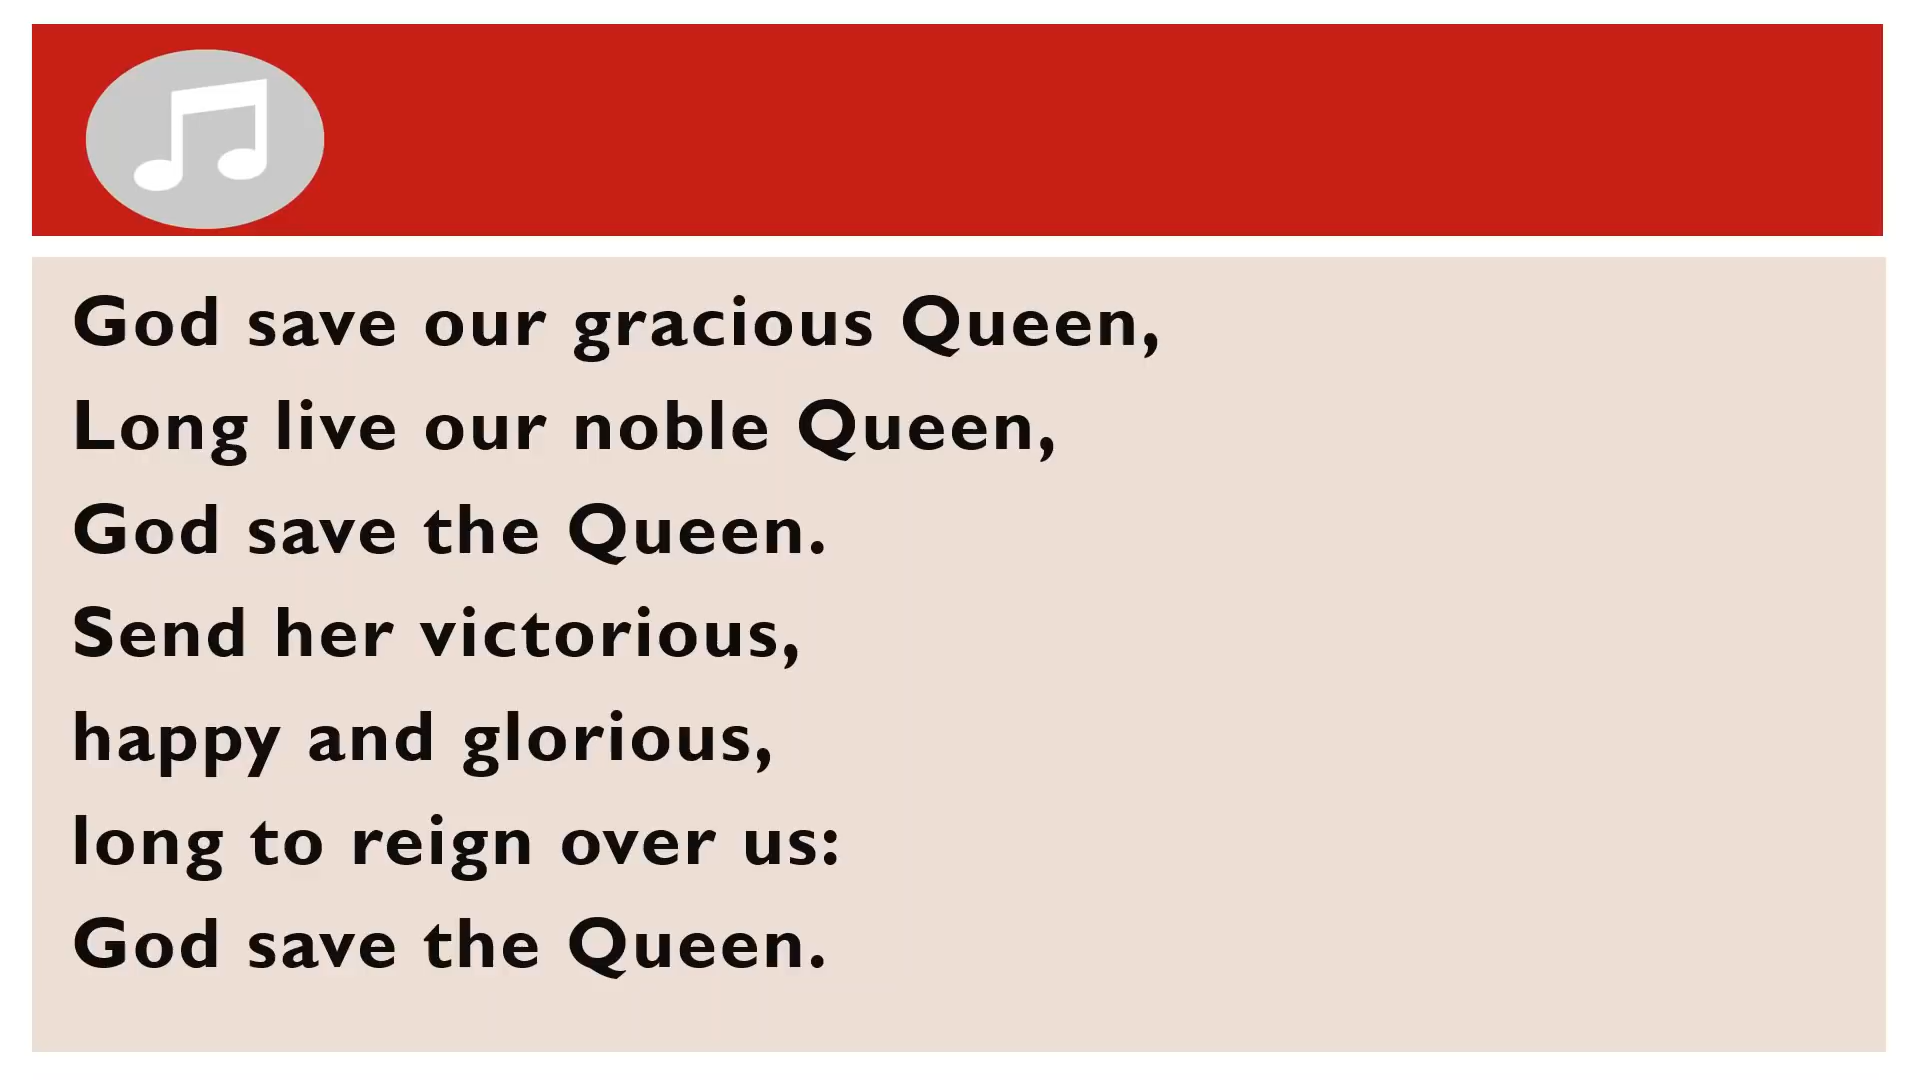 God save our gracious Queen,
Long live our noble Queen,
God save the Queen.
Send her victorious,
happy and glorious,
long to reign over us:
God save the Queen.